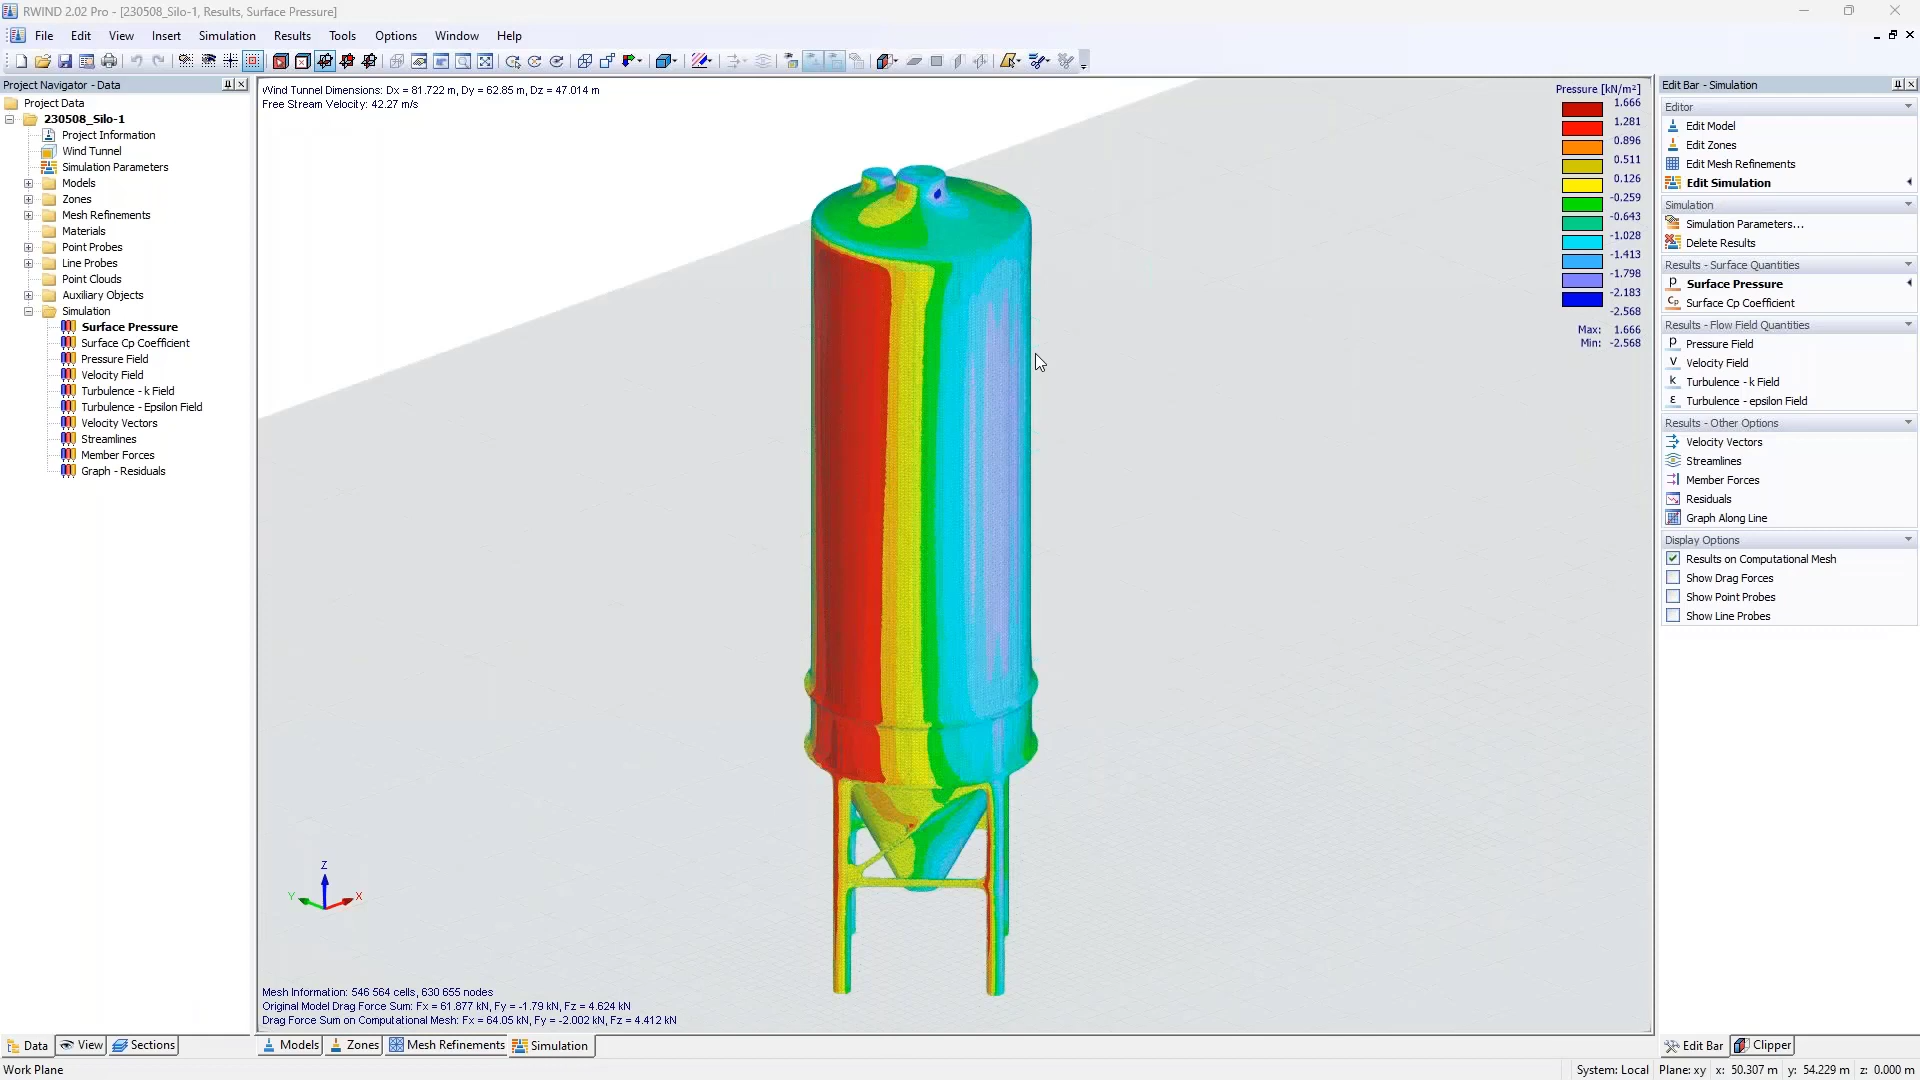 RWIND 2.02 Pro - [230508_Silo-1, Results, Surface Pressure]
File Edit View Insert Simulation Results Tools Options Window Help
Project Navigator - Data
Project Data
230508_Silo-1
Project Information
Wind Tunnel
Simulation Parameters
Models
Zones
Mesh Refinements
Materials
Point Probes
Line Probes
Point Clouds
Auxiliary Objects
Simulation
Surface Pressure
Surface Cp Coefficient
Pressure Field
Velocity Field
Turbulence - k Field
Turbulence - Epsilon Field
Velocity Vectors
Streamlines
Member Forces
Graph - Residuals
Data View Sections
Wind Tunnel Dimensions: Dx = 81.722 m, Dy = 62.85 m, Dz = 47.014 m
Free Stream Velocity: 42.27 m/s
Pressure [kN/m²]
1.666
1.281
0.896
0.511
0.126
-0.259
-0.643
-1.028
-1.413
-1.798
-2.183
-2.568
Max: 1.666
Min: -2.568
Z
Y
X
Mesh Information: 546 564 cells, 630 655 nodes
Original Model Drag Force Sum: Fx = 61.877 kN, Fy = -1.79 kN, Fz = 4.624 kN
Drag Force Sum on Computational Mesh: Fx = 64.05 kN, Fy = -2.002 kN, Fz = 4.412 kN
Models Zones Mesh Refinements Simulation
Edit Bar - Simulation
Editor
Edit Model
Edit Zones
Edit Mesh Refinements
Edit Simulation
Simulation
Simulation Parameters...
Delete Results
Results - Surface Quantities
p Surface Pressure
Cp Surface Cp Coefficient
Results - Flow Field Quantities
p Pressure Field
v Velocity Field
k Turbulence - k Field
ε Turbulence - epsilon Field
Results - Other Options
Velocity Vectors
Streamlines
Member Forces
Residuals
Graph Along Line
Display Options
Results on Computational Mesh
Show Drag Forces
Show Point Probes
Show Line Probes
Edit Bar Clipper
Work Plane
System: Local Plane: xy x: 50.307 m y: 54.229 m z: 0.000 m